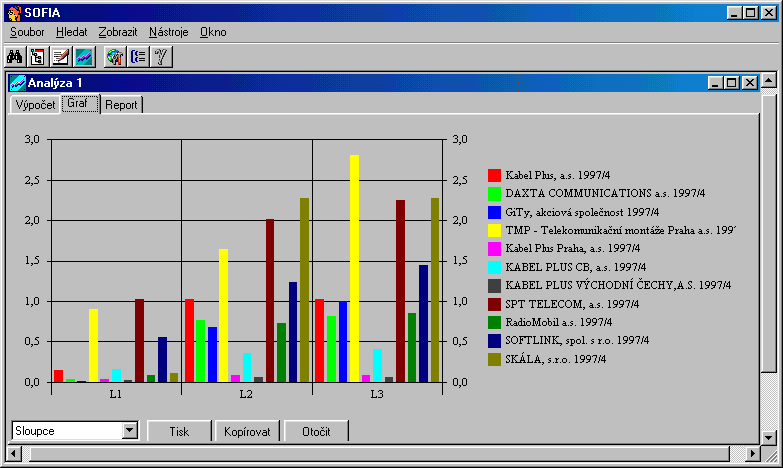 SOFIA
Soubor Hledat Zobrazit Nástroje Okno
Analýza 1
Výpočet Graf Report
3,0 3,0
2,5 2,5
2,0 2,0
1,5 1,5
1,0 1,0
0,5 0,5
0,0 0,0
L1 L2 L3
Kabel Plus, a.s. 1997/4
DAXTA COMMUNICATIONS a.s. 1997/4
GiTy, akciová společnost 1997/4
TMP - Telekomunikační montáže Praha a.s. 199
Kabel Plus Praha, a.s. 1997/4
KABEL PLUS CB, a.s. 1997/4
KABEL PLUS VÝCHODNÍ ČECHY,A.S. 1997/4
SPT TELECOM, a.s. 1997/4
RadioMobil a.s. 1997/4
SOFTLINK, spol. s r.o. 1997/4
SKÁLA, s.r.o. 1997/4
Sloupce Tisk Kopírovat Otočit